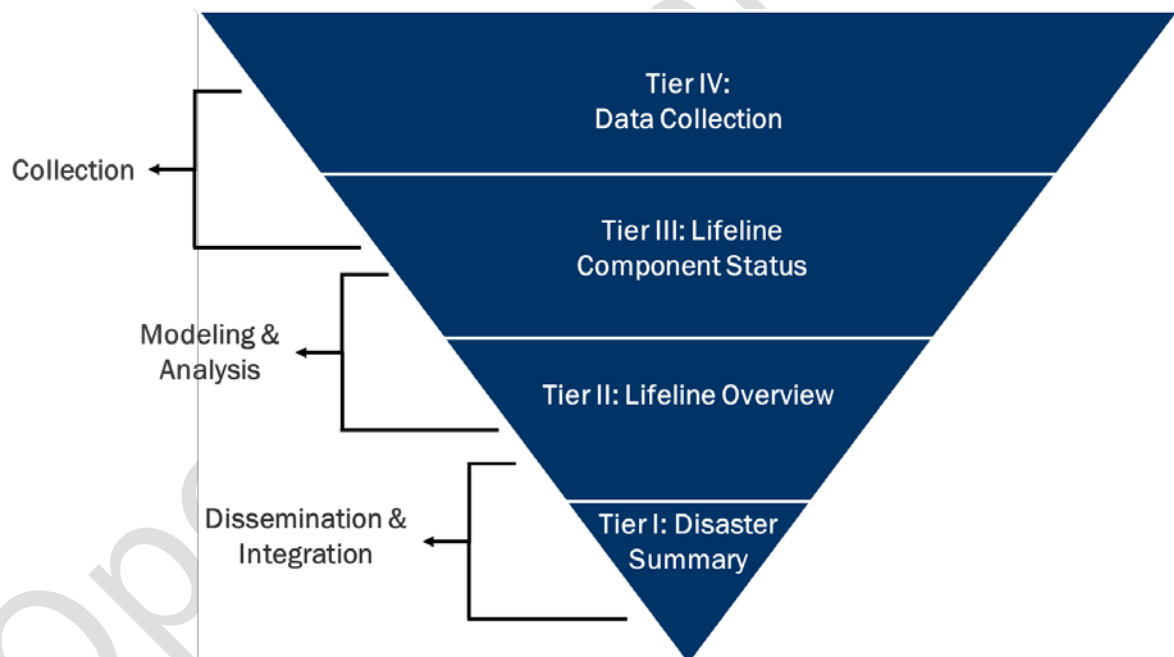 Tier IV:
Data Collection
Collection
Tier III: Lifeline
Component Status
Modeling &
Analysis
Tier II: Lifeline Overview
Dissemination &
Integration
Tier I: Disaster
Summary
Ope